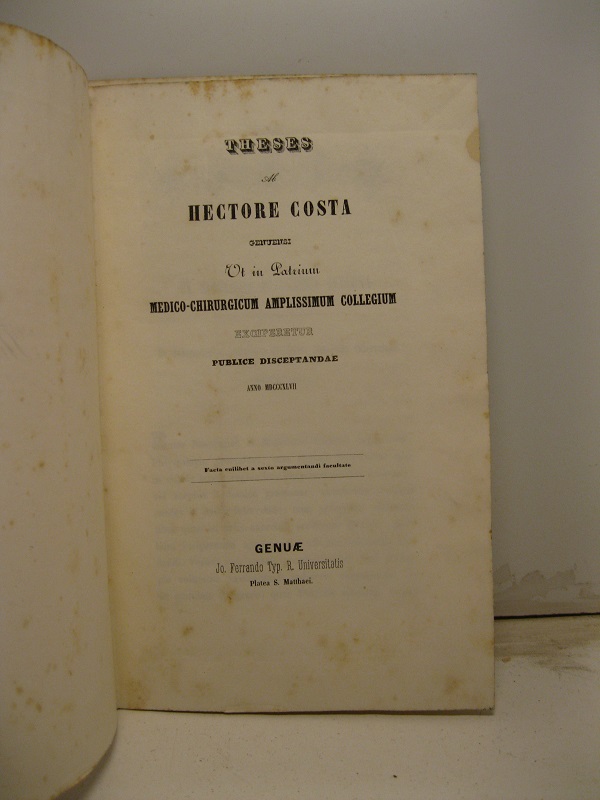 THESES
Ab
HECTORE COSTA
GENUENSI
Ut in Patrium
MEDICO-CHIRURGICUM AMPLISSIMUM COLLEGIUM
EXCIPERETUR
PUBLICE DISCEPTANDAE
ANNO MDCCCXLVII
Facta cuilibet a sexto argumentandi facultate
GENUÆ
Jo. Ferrando Typ. R. Universitatis
Platea S. Matthaei.